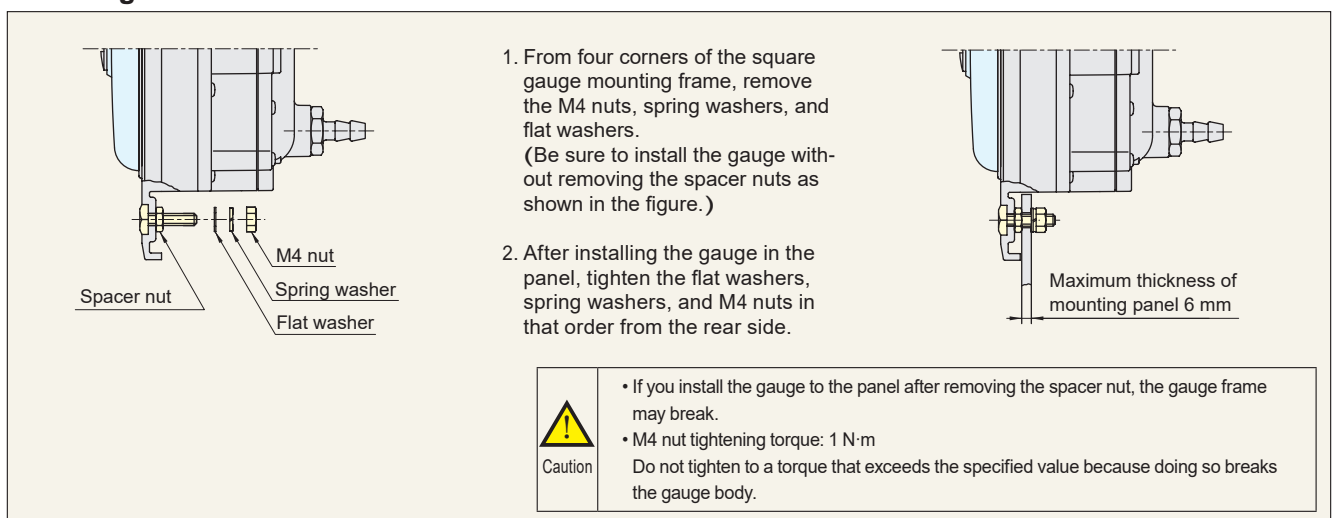 1. From four corners of the square
gauge mounting frame, remove
the M4 nuts, spring washers, and
flat washers.
(Be sure to install the gauge with-
out removing the spacer nuts as
shown in the figure.)
2. After installing the gauge in the
panel, tighten the flat washers,
spring washers, and M4 nuts in
that order from the rear side.
M4 nut
Spring washer
Spacer nut
Flat washer
Maximum thickness of
mounting panel 6 mm
Caution
• If you install the gauge to the panel after removing the spacer nut, the gauge frame
may break.
• M4 nut tightening torque: 1 N·m
Do not tighten to a torque that exceeds the specified value because doing so breaks
the gauge body.